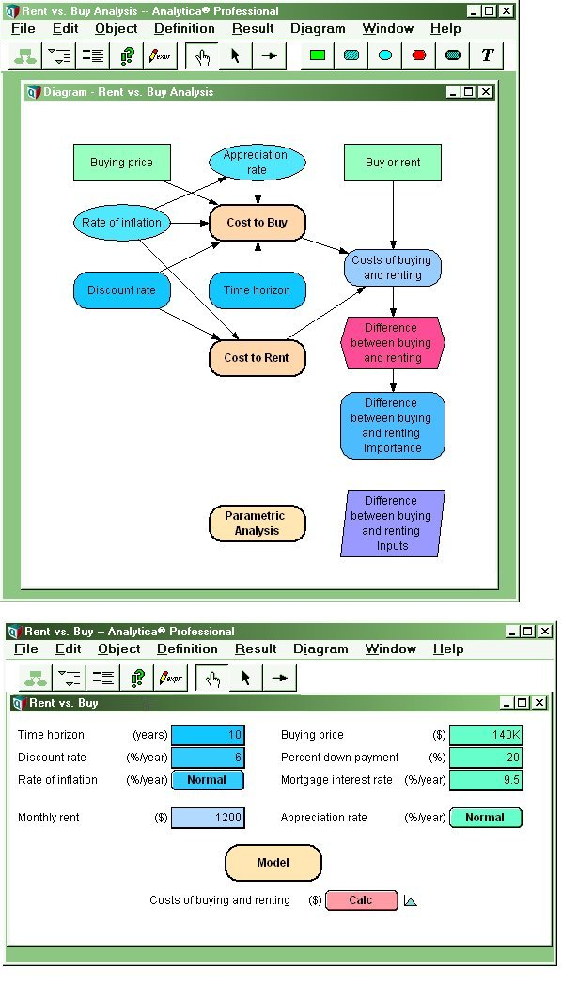 Rent vs. Buy Analysis -- Analytica® Professional
File Edit Object Definition Result Diagram Window Help
expr T
Diagram - Rent vs. Buy Analysis
Buying price
Appreciation
rate
Buy or rent
Rate of inflation
Cost to Buy
Costs of buying
and renting
Discount rate
Time horizon
Difference
between buying
and renting
Cost to Rent
Difference
between buying
and renting
Importance
Parametric
Analysis
Difference
between buying
and renting
Inputs
Rent vs. Buy -- Analytica® Professional
File Edit Object Definition Result Diagram Window Help
expr
Rent vs. Buy
Time horizon (years) 10 Buying price ($) 140K
Discount rate (%/year) 6 Percent down payment (%) 20
Rate of inflation (%/year) Normal Mortgage interest rate (%/year) 9.5
Monthly rent ($) 1200 Appreciation rate (%/year) Normal
Model
Costs of buying and renting ($) Calc